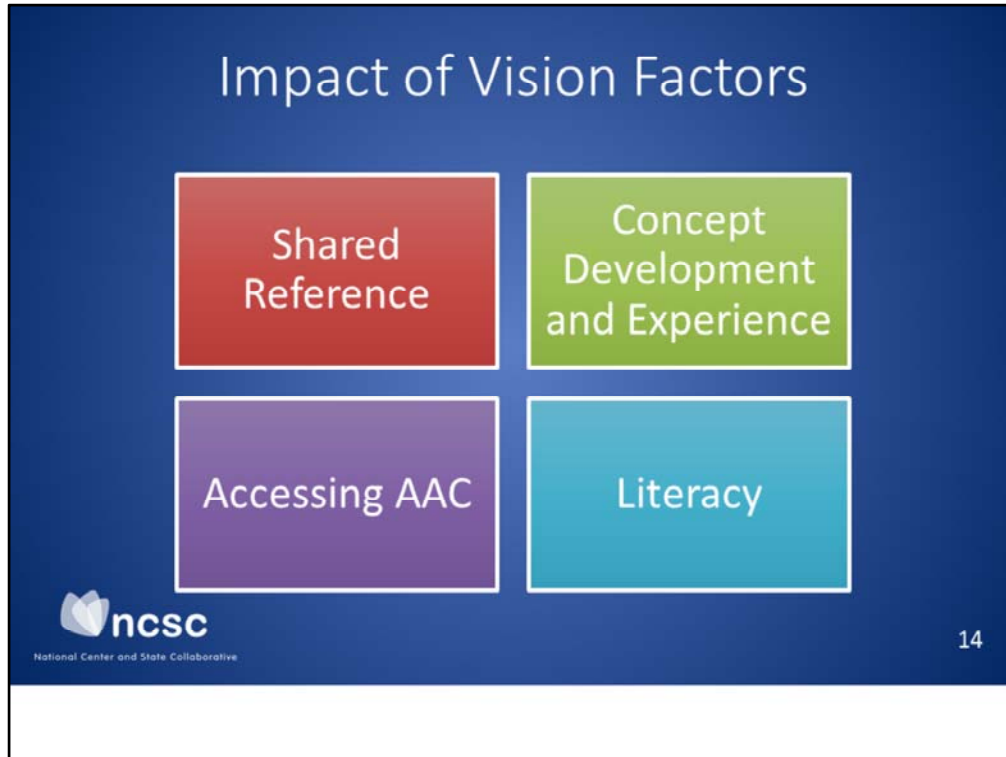 Impact of Vision Factors
Shared
Reference
Concept
Development
and Experience
Accessing AAC
Literacy
ncsc
National Center and State Collaborative
14